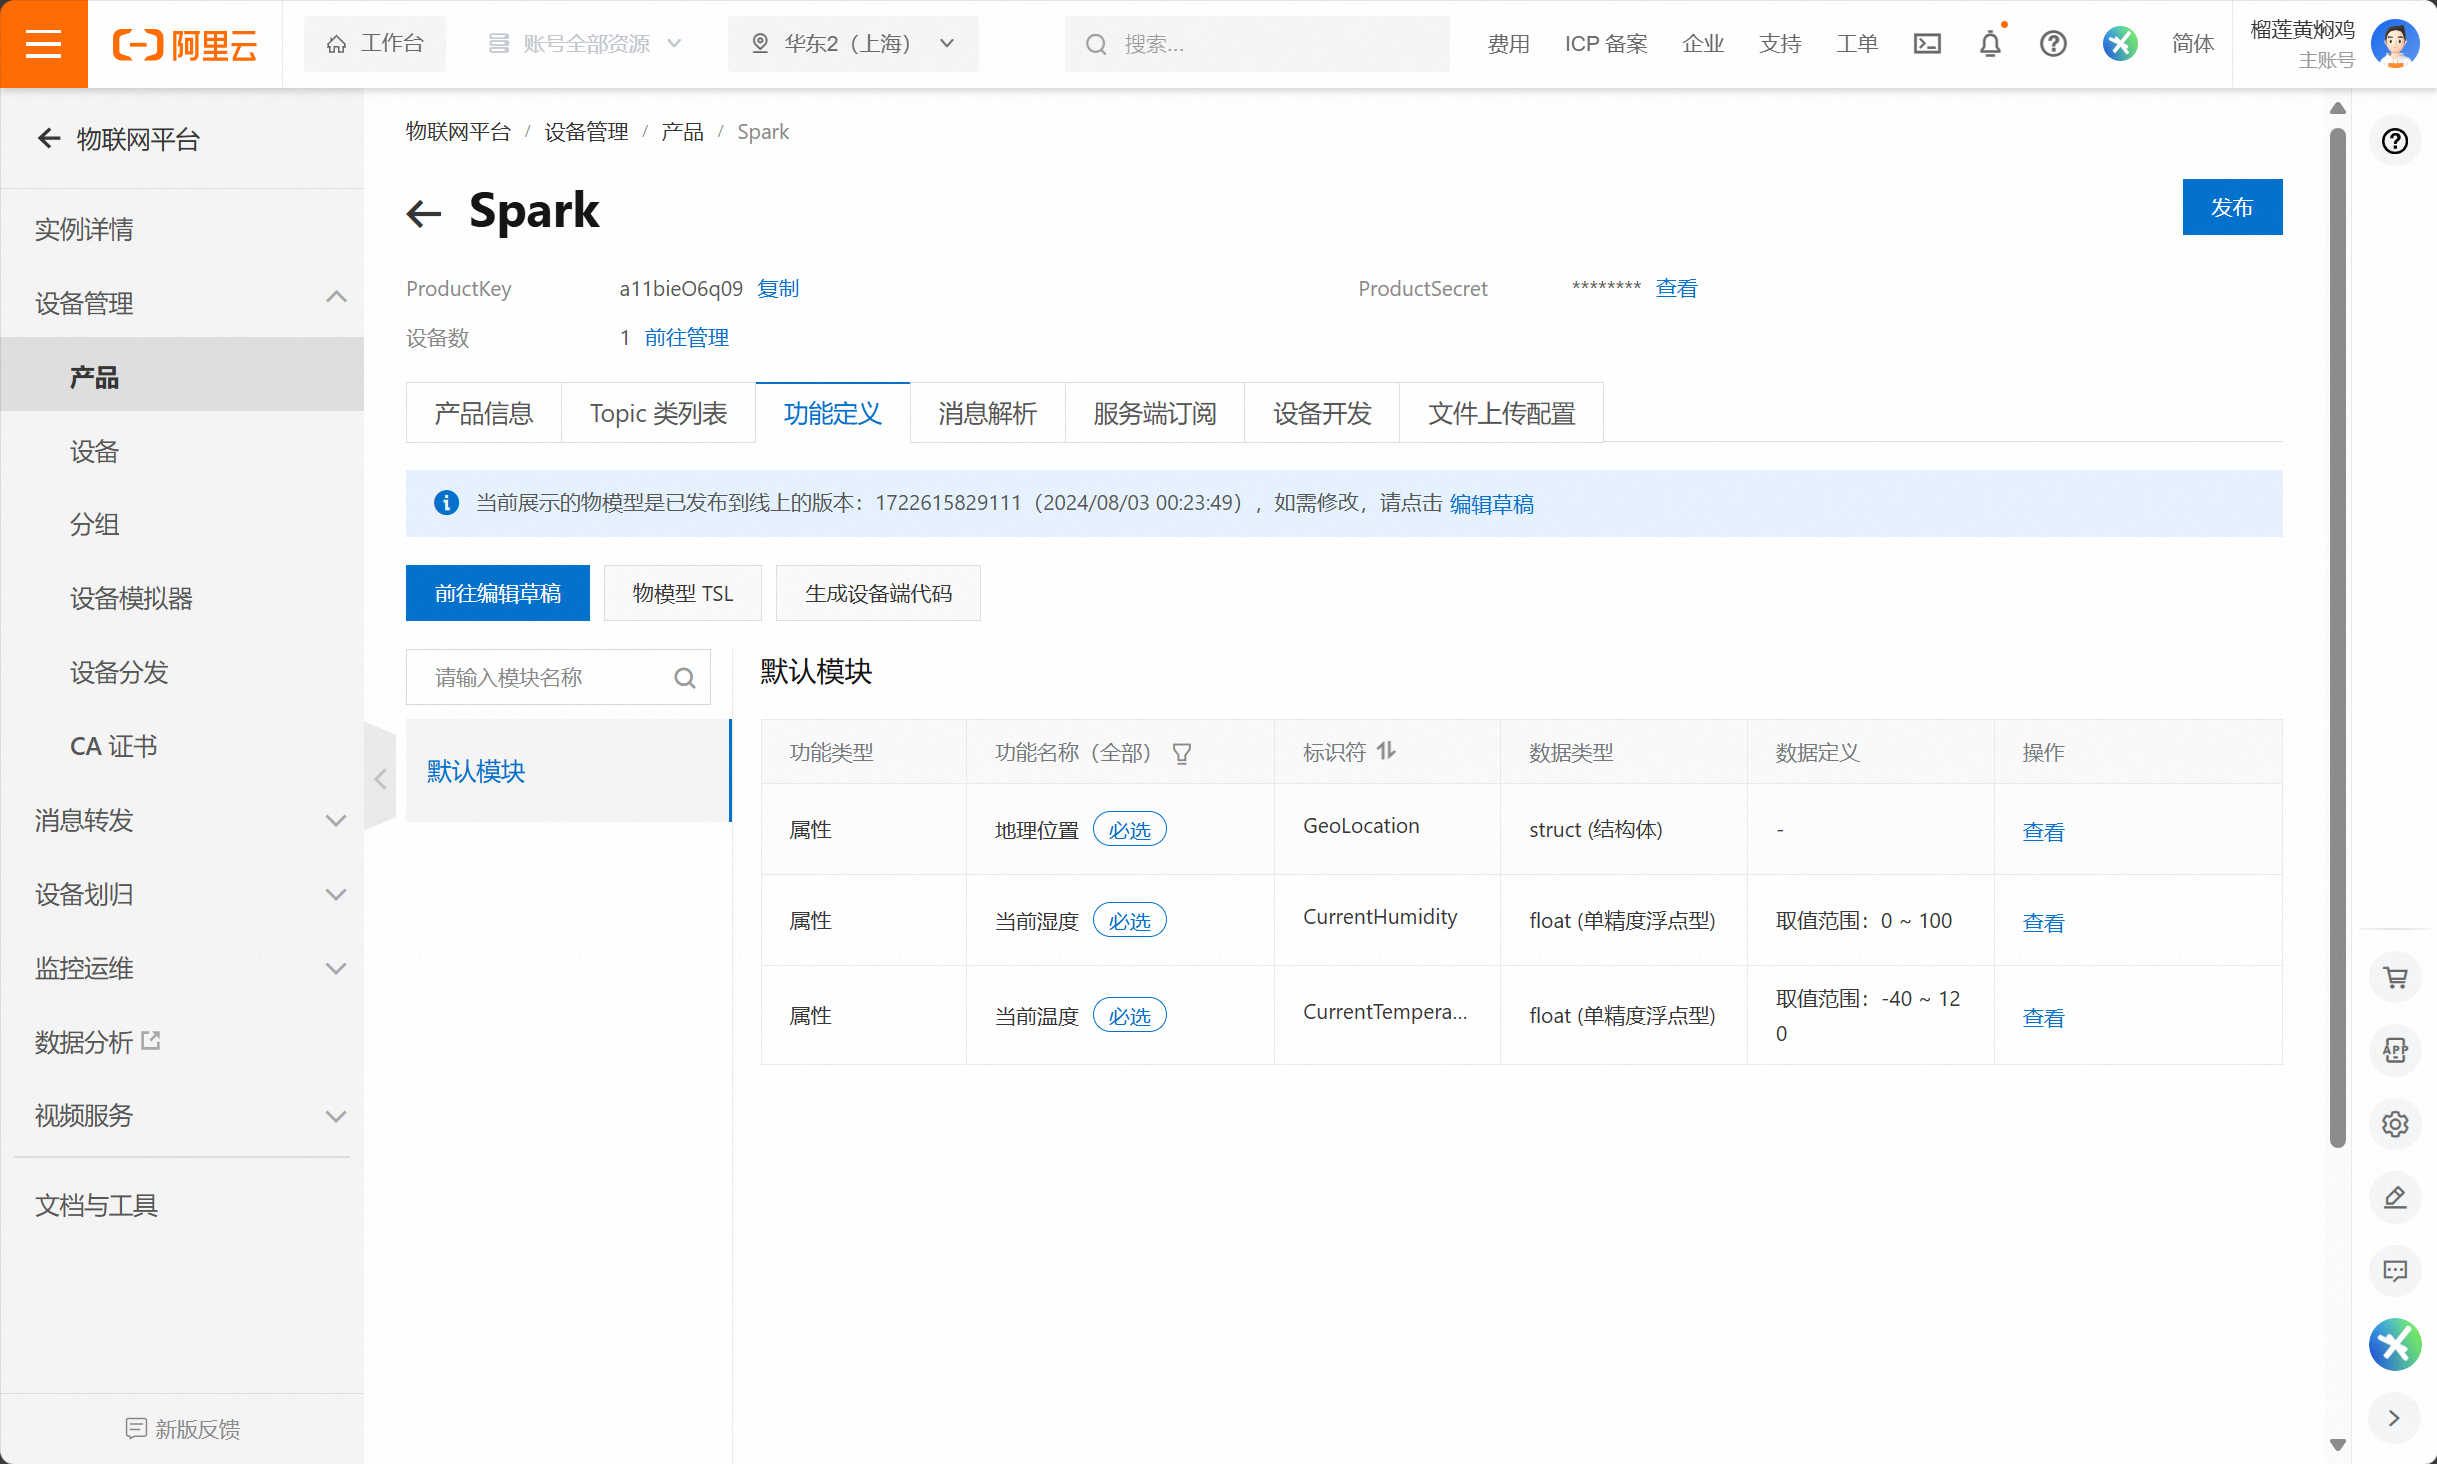 阿里云
工作台
账号全部资源
华东2（上海）
搜索...
费用
ICP 备案
企业
支持
工单
简体
榴莲黄焖鸡
主账号
物联网平台
实例详情
设备管理
产品
设备
分组
设备模拟器
设备分发
CA 证书
消息转发
设备划归
监控运维
数据分析
视频服务
文档与工具
新版反馈
物联网平台 / 设备管理 / 产品 / Spark
Spark
发布
ProductKey a11bieO6q09 复制
ProductSecret ******** 查看
设备数 1 前往管理
产品信息 Topic 类列表 功能定义 消息解析 服务端订阅 设备开发 文件上传配置
当前展示的物模型是已发布到线上的版本：1722615829111（2024/08/03 00:23:49），如需修改，请点击 编辑草稿
前往编辑草稿 物模型 TSL 生成设备端代码
请输入模块名称
默认模块
默认模块
功能类型 功能名称（全部） 标识符 数据类型 数据定义 操作
属性 地理位置 必选 GeoLocation struct (结构体) - 查看
属性 当前湿度 必选 CurrentHumidity float (单精度浮点型) 取值范围：0 ~ 100 查看
属性 当前温度 必选 CurrentTempera... float (单精度浮点型) 取值范围：-40 ~ 12
0 查看
APP